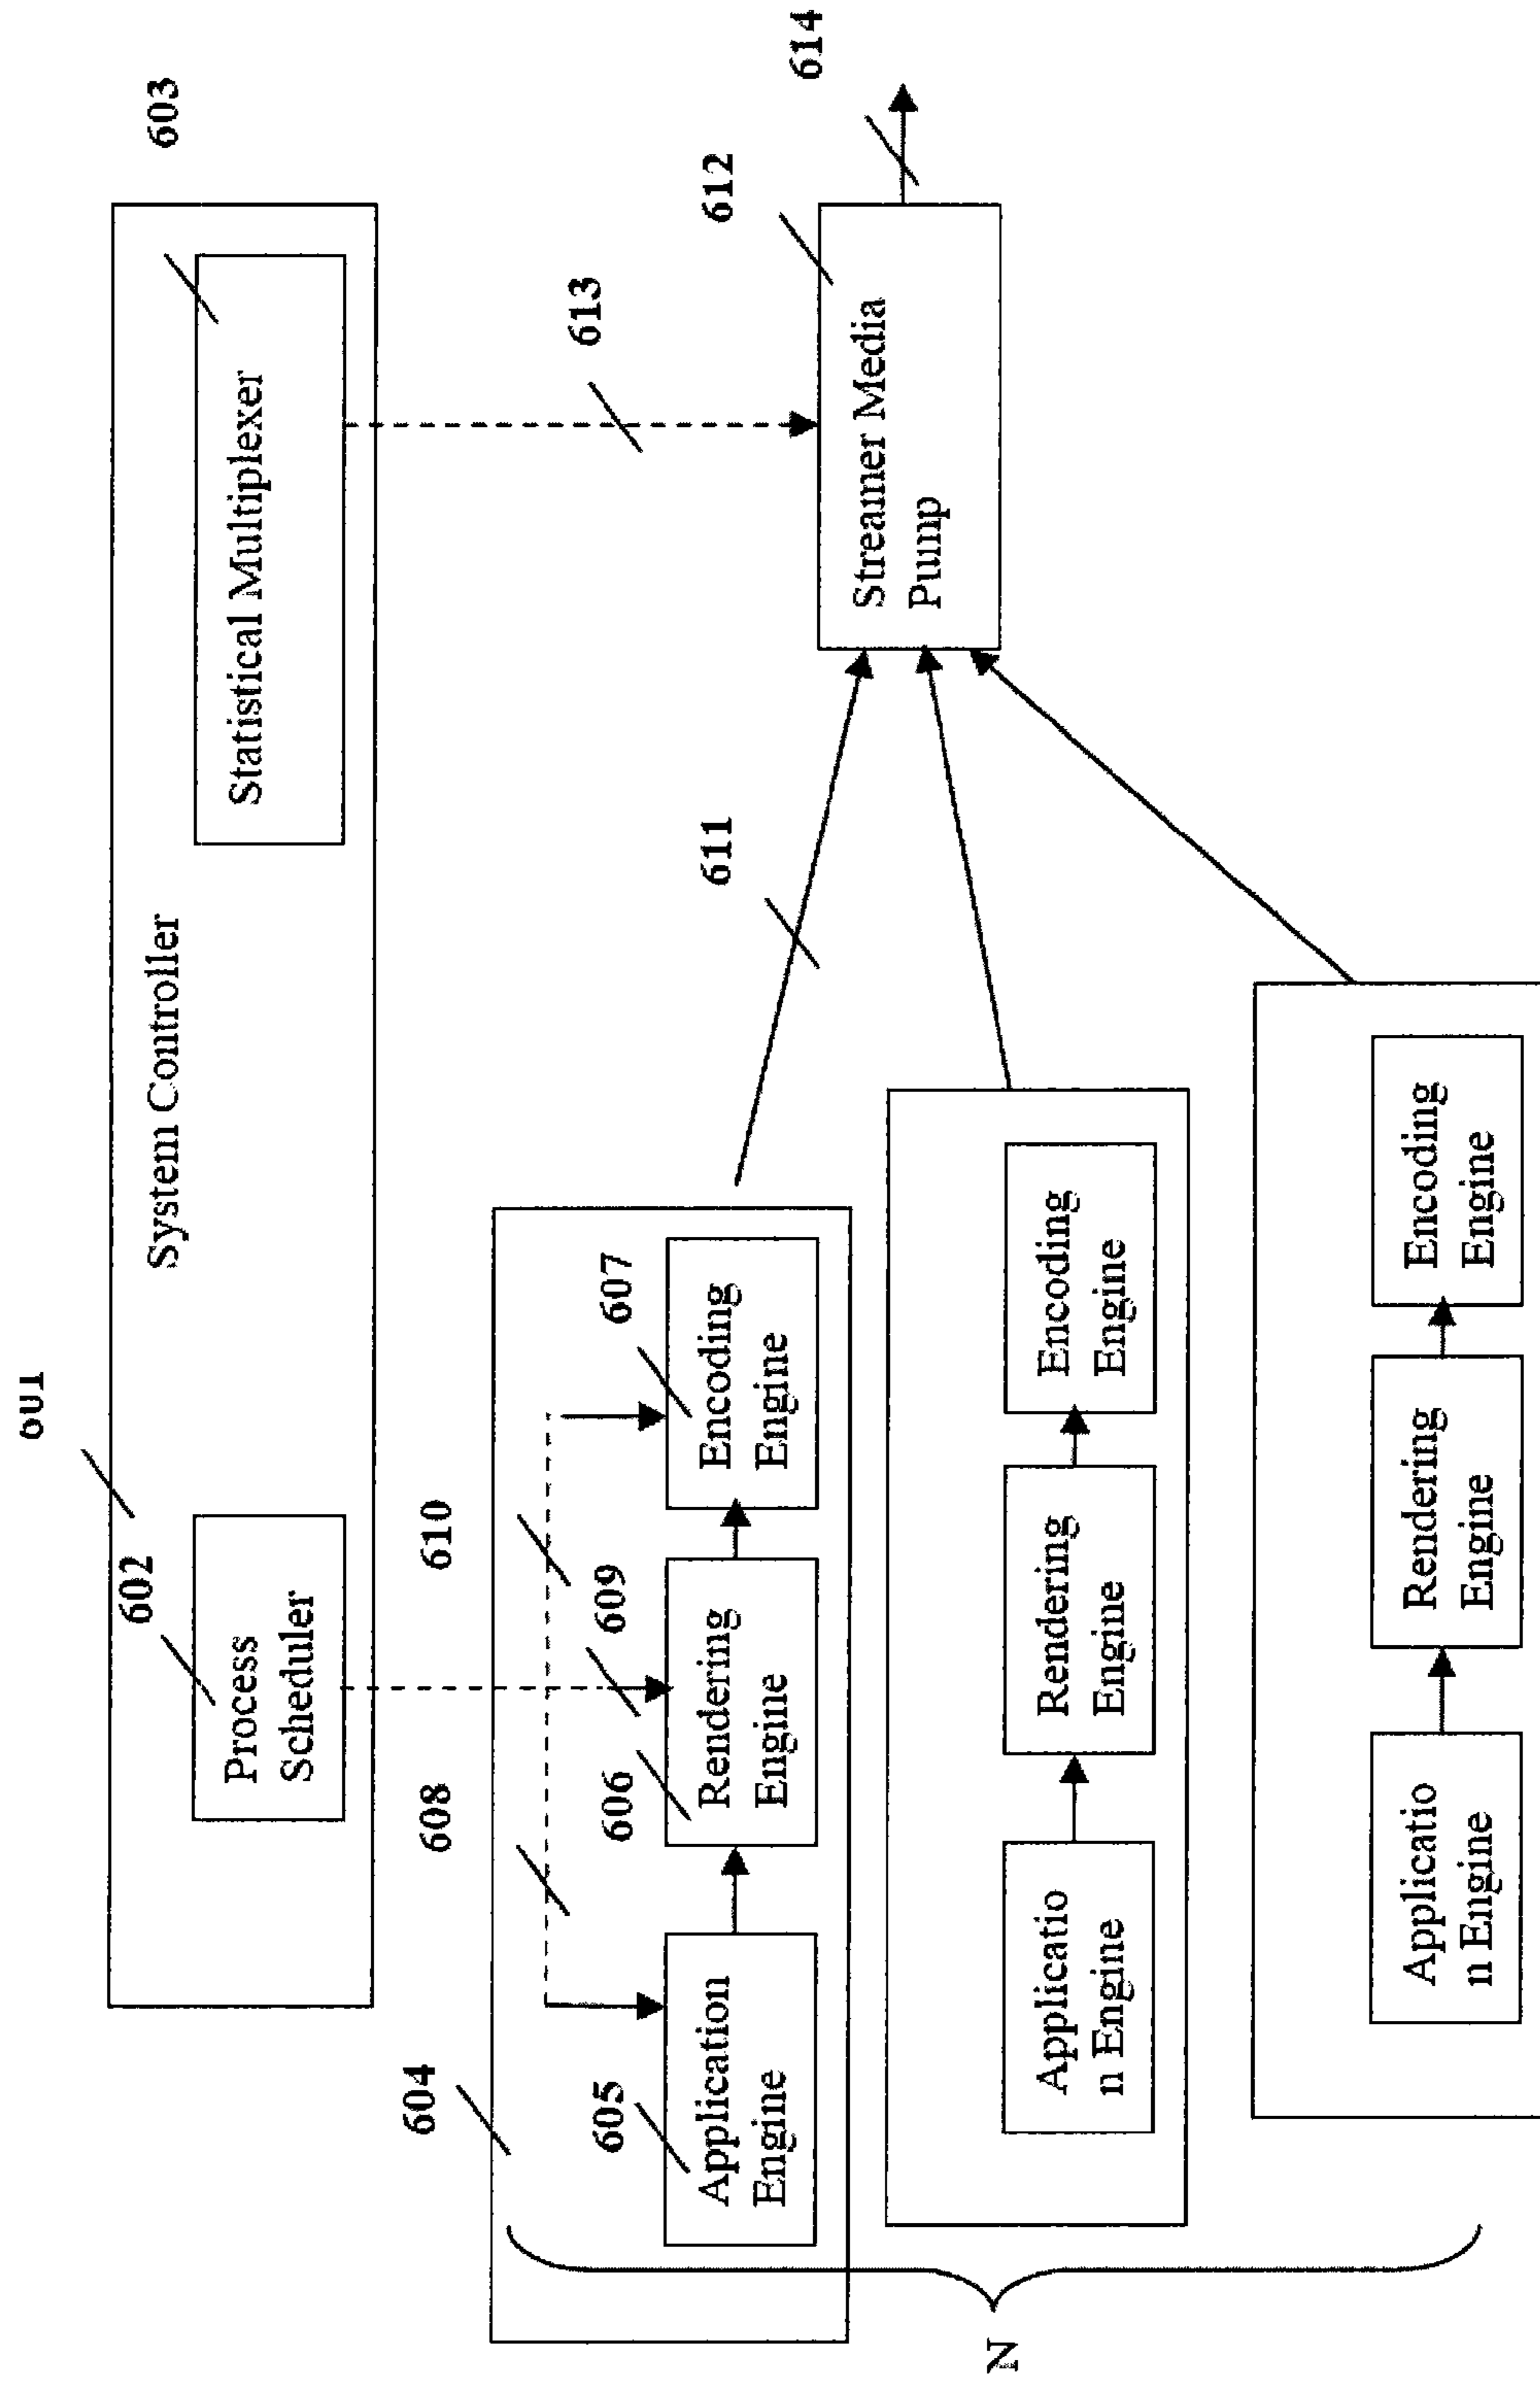 601
602
603
System Controller
Process
Scheduler
Statistical Multiplexer
604
608
610
613
605
606
609
607
611
612
614
Application
Engine
Rendering
Engine
Encoding
Engine
Streamer Media
Pump
Applicatio
n Engine
Rendering
Engine
Encoding
Engine
Applicatio
n Engine
Rendering
Engine
Encoding
Engine
N